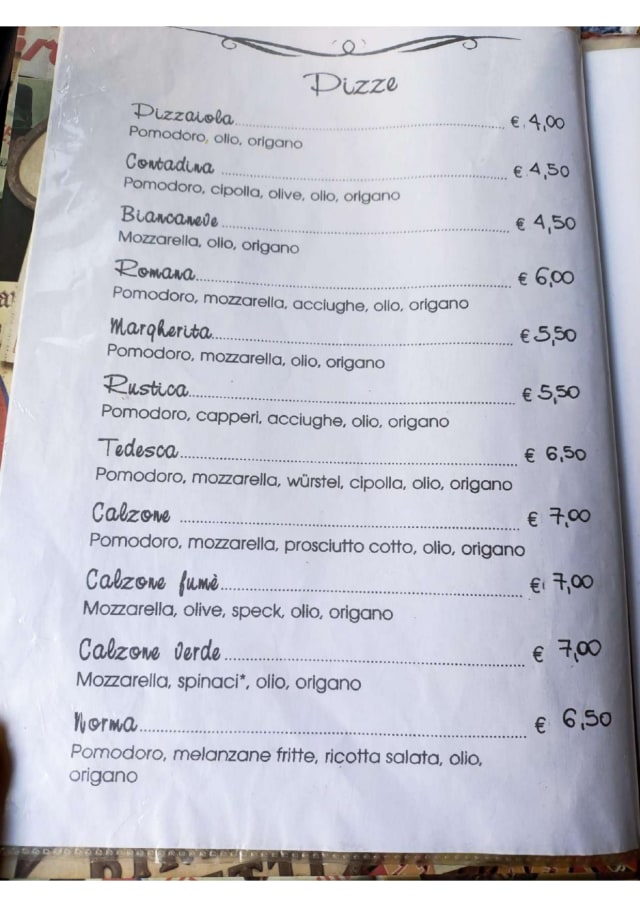 Pizze
Pizzaiola........................ € 4,00
Pomodoro, olio, origano
Contadina ........................ € 4,50
Pomodoro, cipolla, olive, olio, origano
Biancaneve ........................ € 4,50
Mozzarella, olio, origano
Romana........................ € 6,00
Pomodoro, mozzarella, acciughe, olio, origano
Margherita........................ € 5,50
Pomodoro, mozzarella, olio, origano
Rustica........................ € 5,50
Pomodoro, capperi, acciughe, olio, origano
Tedesca........................ € 6,50
Pomodoro, mozzarella, würstel, cipolla, olio, origano
Calzone ........................ € 7,00
Pomodoro, mozzarella, prosciutto cotto, olio, origano
Calzone fumè........................ € 7,00
Mozzarella, olive, speck, olio, origano
Calzone Verde ........................ € 7,00
Mozzarella, spinaci*, olio, origano
Norma........................ € 6,50
Pomodoro, melanzane fritte, ricotta salata, olio,
origano